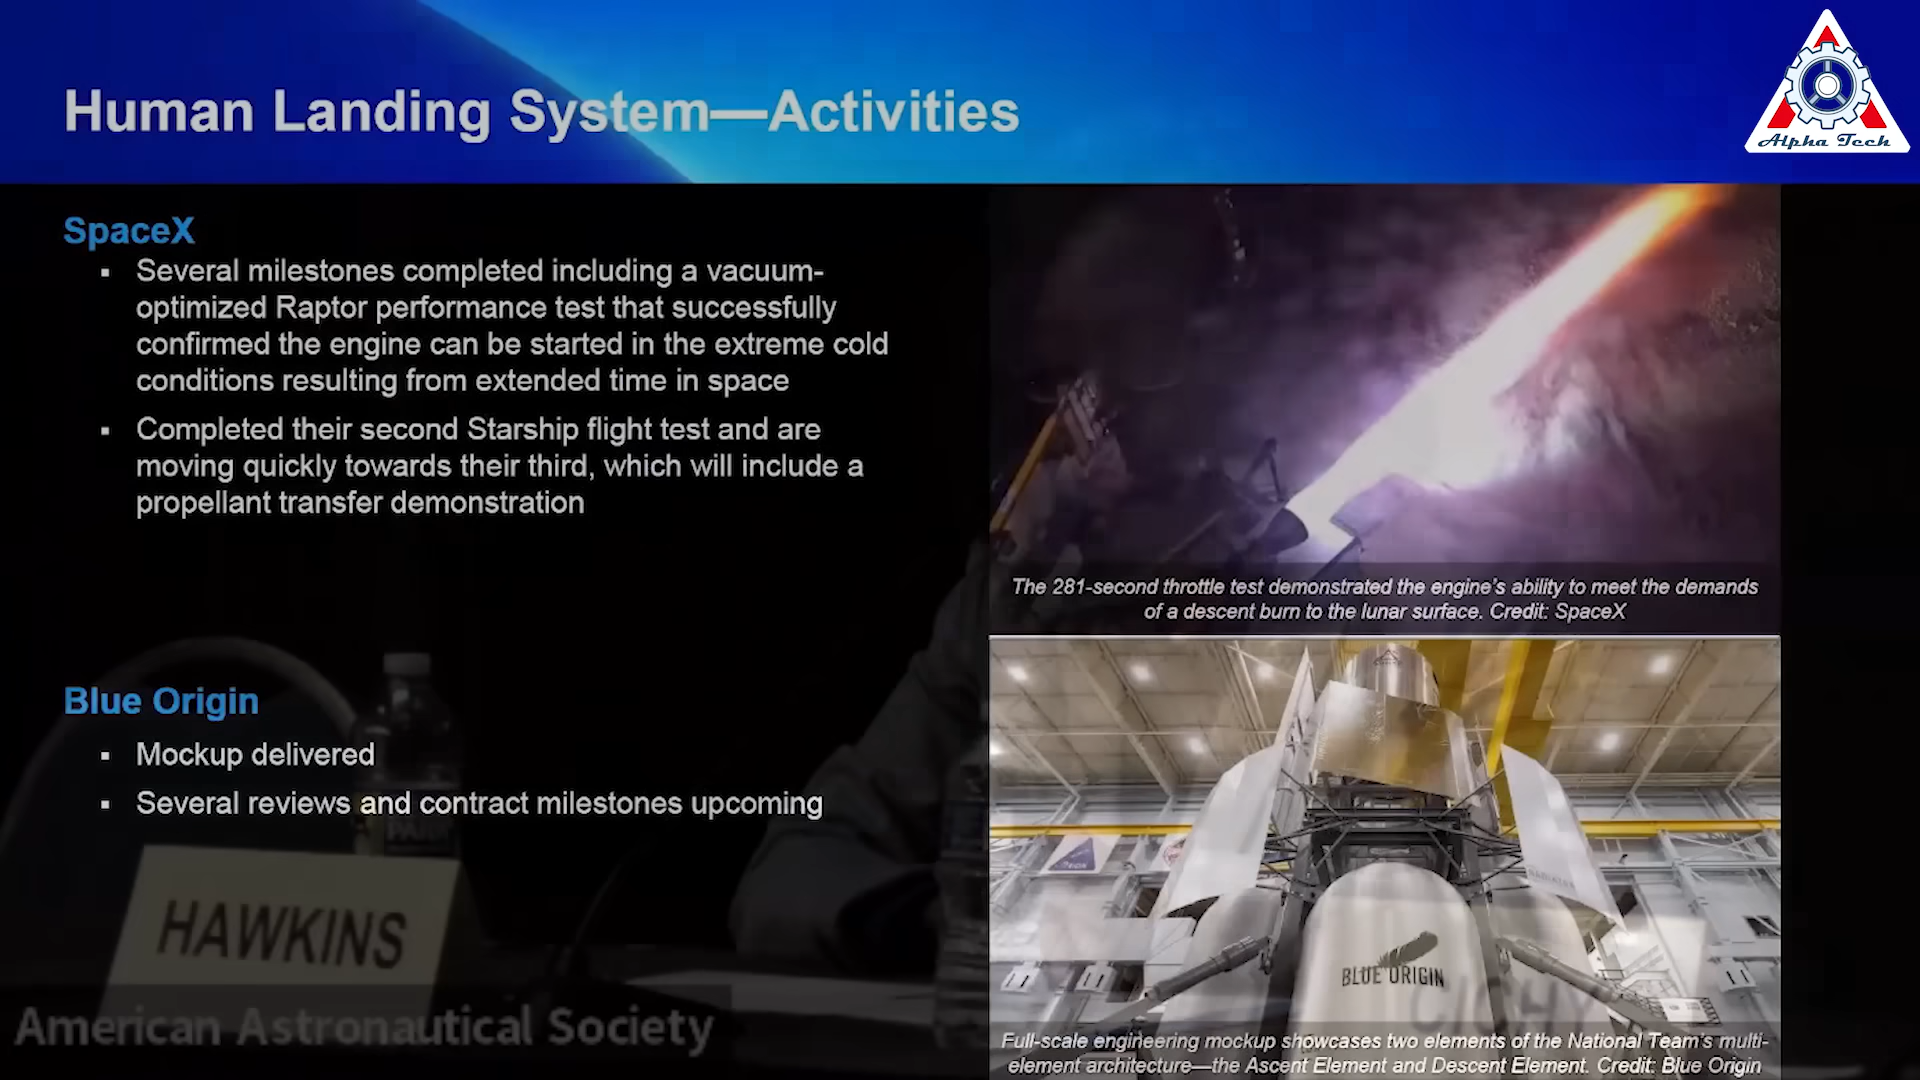 Human Landing System—Activities
Alpha Tech
SpaceX
▪ Several milestones completed including a vacuum-
optimized Raptor performance test that successfully
confirmed the engine can be started in the extreme cold
conditions resulting from extended time in space
▪ Completed their second Starship flight test and are
moving quickly towards their third, which will include a
propellant transfer demonstration
The 281-second throttle test demonstrated the engine's ability to meet the demands
of a descent burn to the lunar surface. Credit: SpaceX
Blue Origin
▪ Mockup delivered
▪ Several reviews and contract milestones upcoming
HAWKINS
American Astronautical Society
RADIATOR
BLUE ORIGIN
Full-scale engineering mockup showcases two elements of the National Team's multi-
element architecture—the Ascent Element and Descent Element. Credit: Blue Origin